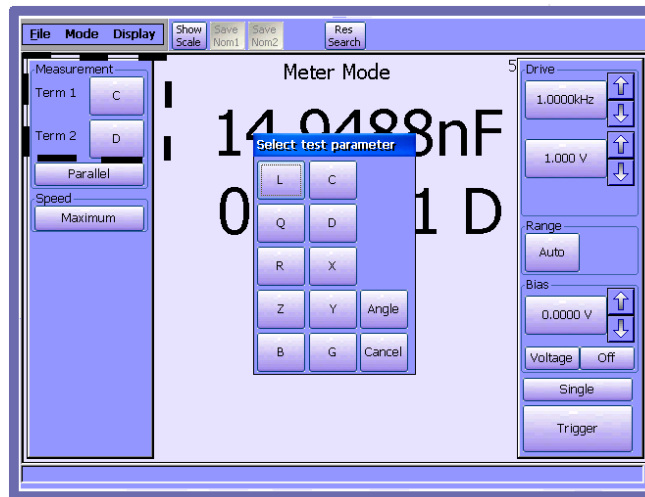 File Mode Display Show Scale Save Nom1 Save Nom2 Res Search
Measurement
Term 1 C
Term 2 D
Parallel
Speed
Maximum
Meter Mode
14.9488nF
Select test parameter
L C
Q D
R X
Z Y Angle
B G Cancel
Drive
1.0000kHz
1.000 V
Range
Auto
Bias
0.0000 V
Voltage Off
Single
Trigger